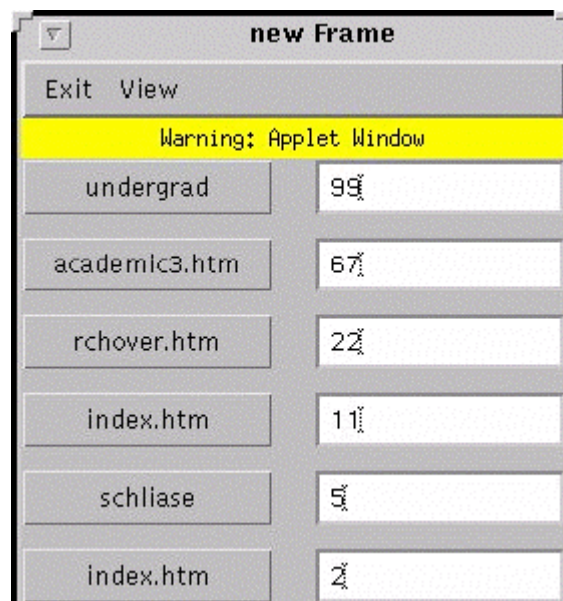 new Frame
Exit View
Warning: Applet Window
undergrad 99
academic3.htm 67
rchover.htm 22
index.htm 11
schliase 5
index.htm 2